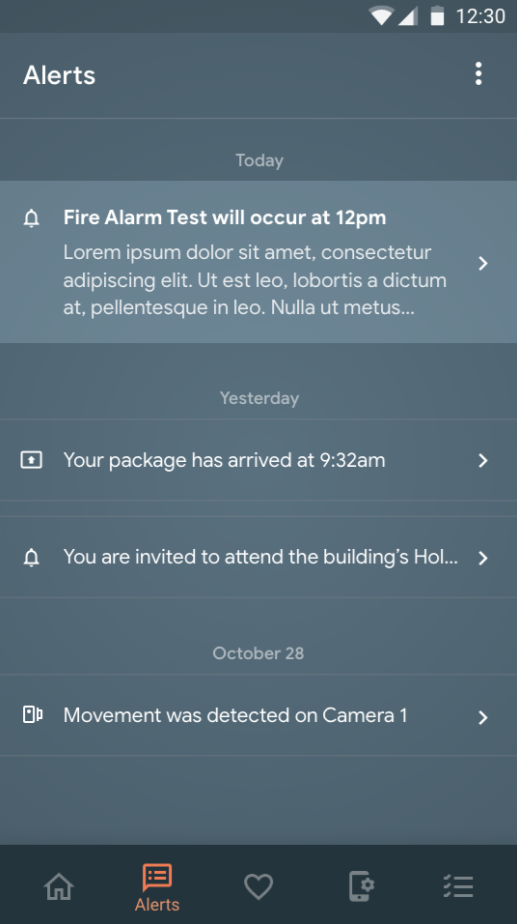 12:30
Alerts
Today
Fire Alarm Test will occur at 12pm
Lorem ipsum dolor sit amet, consectetur
adipiscing elit. Ut est leo, lobortis a dictum
at, pellentesque in leo. Nulla ut metus...
Yesterday
Your package has arrived at 9:32am
You are invited to attend the building’s Hol...
October 28
Movement was detected on Camera 1
Alerts